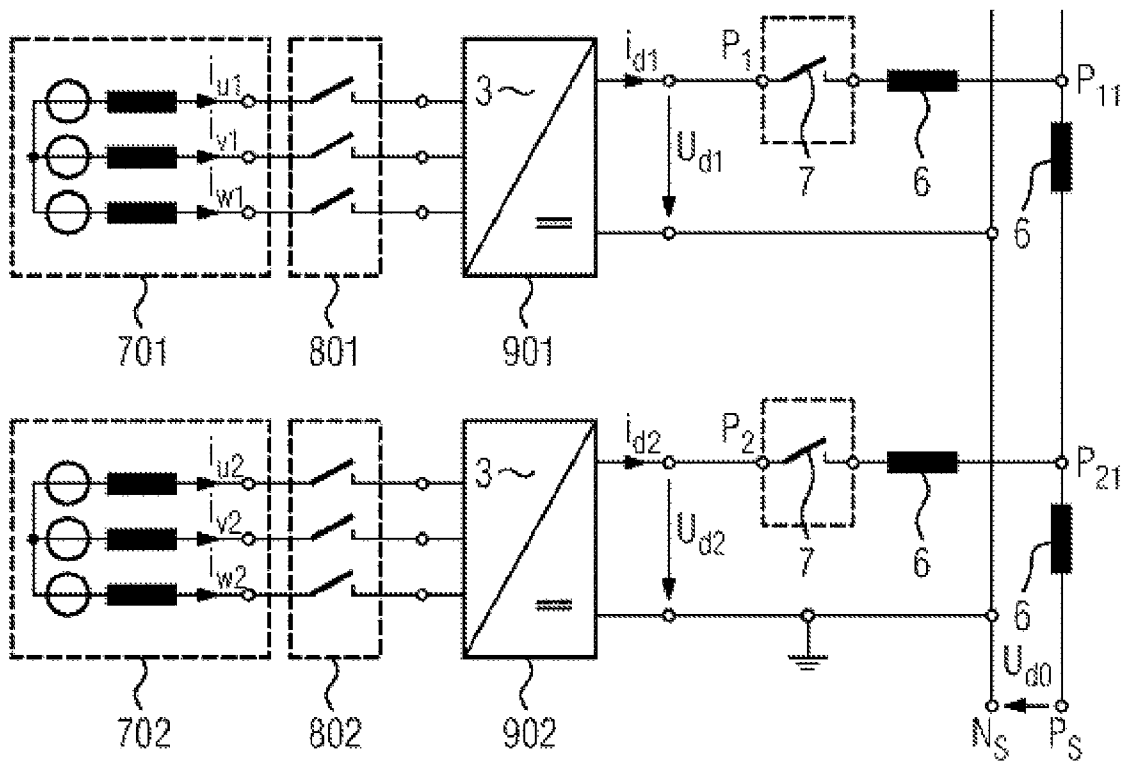 i_u1
i_v1
i_w1
3~
i_d1
P_1
U_d1
7
6
P_11
6
701
801
901
i_u2
i_v2
i_w2
3~
i_d2
P_2
U_d2
7
6
P_21
6
U_d0
702
802
902
N_S
P_S